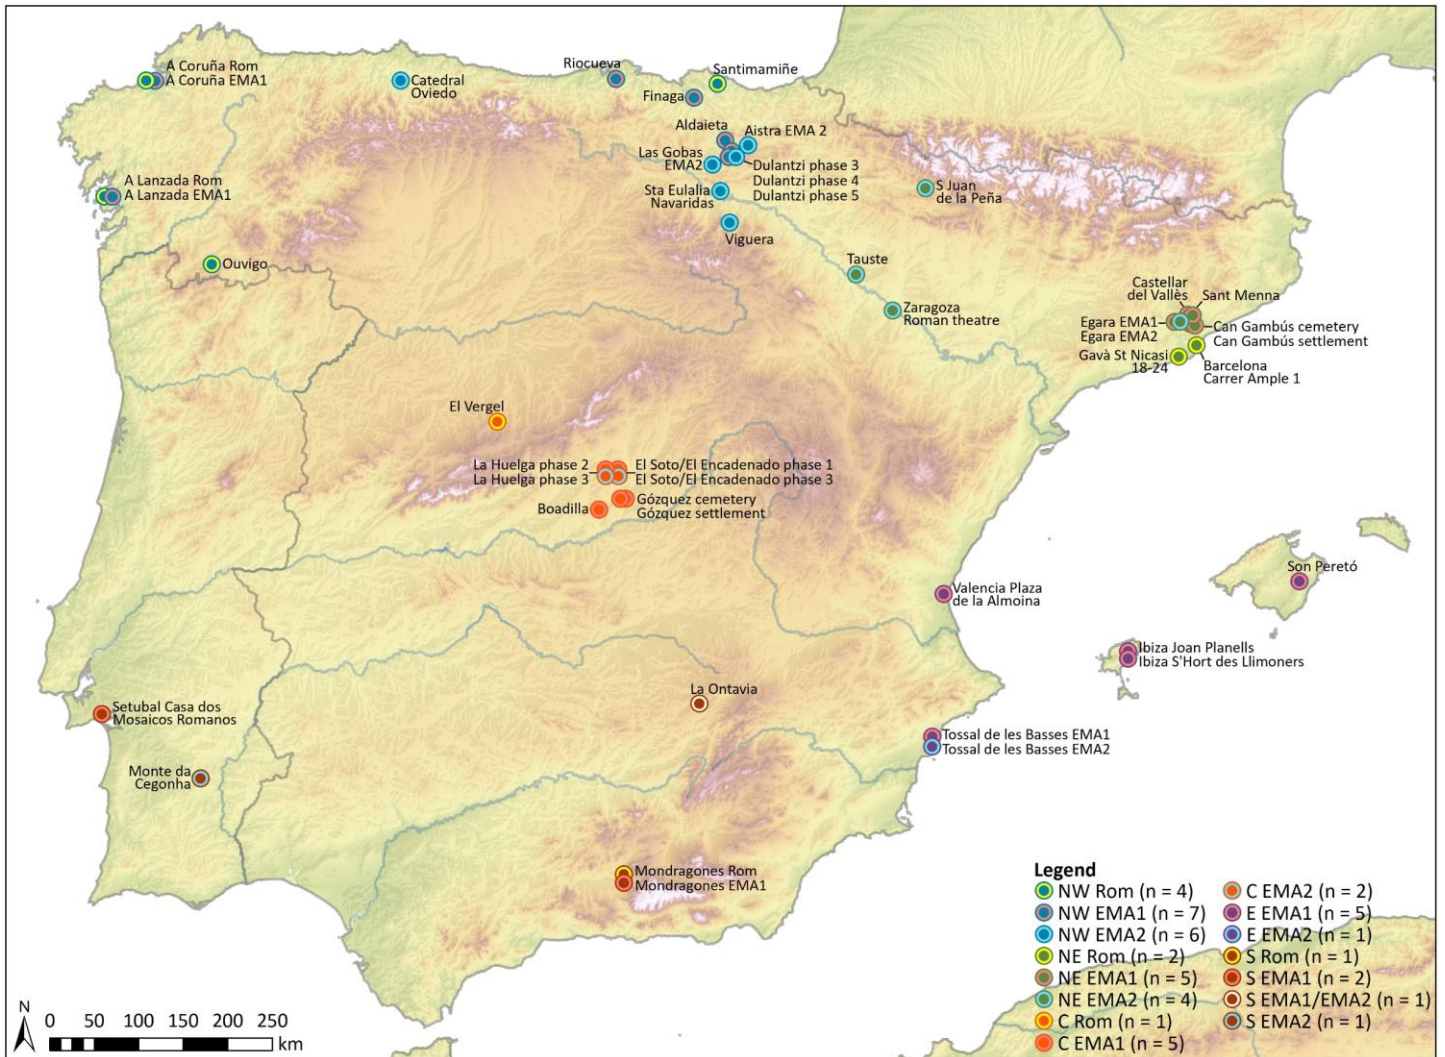 A Coruña Rom
A Coruña EMA1
Catedral
Oviedo
Riocueva
Santimamiñe
Finaga
Aldaieta
Aistra EMA 2
Las Gobas
EMA2
Dulantzi phase 3
Dulantzi phase 4
Dulantzi phase 5
A Lanzada Rom
A Lanzada EMA1
Sta Eulalia
Navaridas
S Juan
de la Peña
Viguera
Ouvigo
Tauste
Zaragoza
Roman theatre
Castellar
del Vallès
Sant Menna
Egara EMA1
Egara EMA2
Can Gambús cemetery
Can Gambús settlement
Gavà St Nicasi
18-24
Barcelona
Carrer Ample 1
El Vergel
La Huelga phase 2
La Huelga phase 3
El Soto/El Encadenado phase 1
El Soto/El Encadenado phase 3
Boadilla
Gózquez cemetery
Gózquez settlement
Son Peretó
Valencia Plaza
de la Almoina
Ibiza Joan Planells
Ibiza S'Hort des Llimoners
La Ontavia
Setubal Casa dos
Mosaicos Romanos
Tossal de les Basses EMA1
Tossal de les Basses EMA2
Monte da
Cegonha
Mondragones Rom
Mondragones EMA1
Legend
NW Rom (n = 4)
NW EMA1 (n = 7)
NW EMA2 (n = 6)
NE Rom (n = 2)
NE EMA1 (n = 5)
NE EMA2 (n = 4)
C Rom (n = 1)
C EMA1 (n = 5)
C EMA2 (n = 2)
E EMA1 (n = 5)
E EMA2 (n = 1)
S Rom (n = 1)
S EMA1 (n = 2)
S EMA1/EMA2 (n = 1)
S EMA2 (n = 1)
N
0 50 100 150 200 250
km